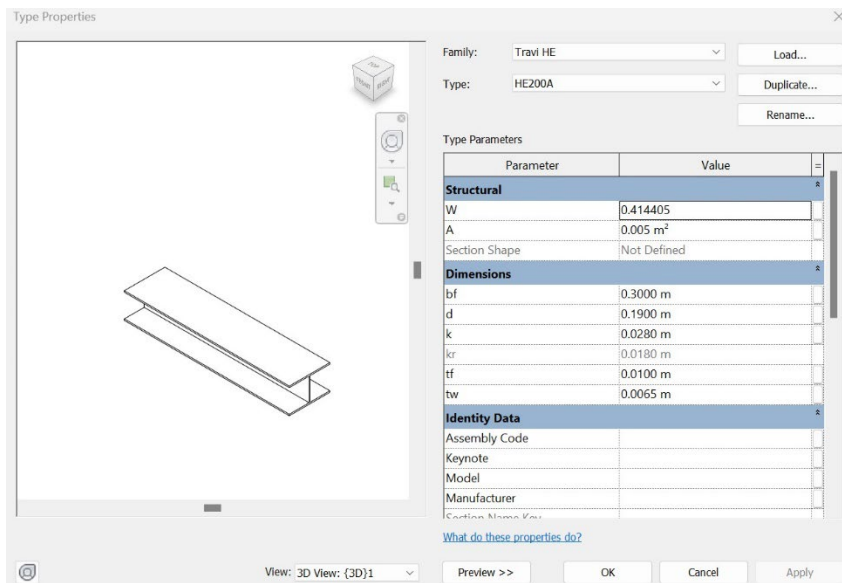 Type Properties
Family: Travi HE Load...
Type: HE200A Duplicate...
Rename...
Type Parameters
Parameter Value =
Structural
W 0.414405
A 0.005 m²
Section Shape Not Defined
Dimensions
bf 0.3000 m
d 0.1900 m
k 0.0280 m
kr 0.0180 m
tf 0.0100 m
tw 0.0065 m
Identity Data
Assembly Code
Keynote
Model
Manufacturer
Section Name Key
What do these properties do?
View: 3D View: {3D}1 Preview >> OK Cancel Apply